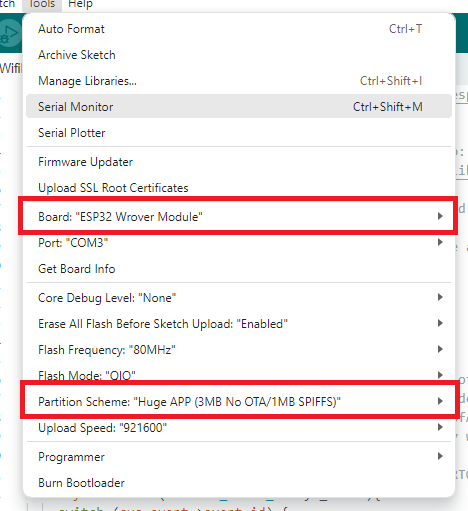 tch Tools Help
Auto Format Ctrl+T
Archive Sketch
Manage Libraries... Ctrl+Shift+I
Serial Monitor Ctrl+Shift+M
Serial Plotter
Firmware Updater
Upload SSL Root Certificates
Board: "ESP32 Wrover Module"
Port: "COM3"
Get Board Info
Core Debug Level: "None"
Erase All Flash Before Sketch Upload: "Enabled"
Flash Frequency: "80MHz"
Flash Mode: "QIO"
Partition Scheme: "Huge APP (3MB No OTA/1MB SPIFFS)"
Upload Speed: "921600"
Programmer
Burn Bootloader